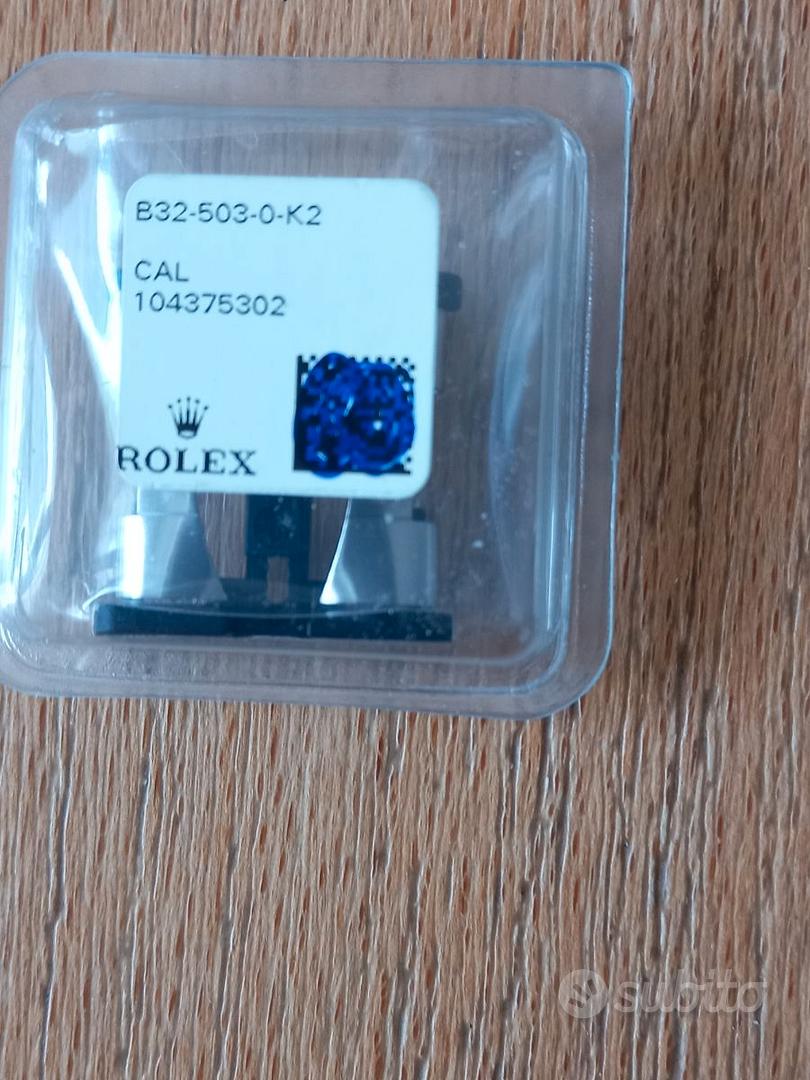 B32-503-0-K2
CAL
104375302
ROLEX
subito